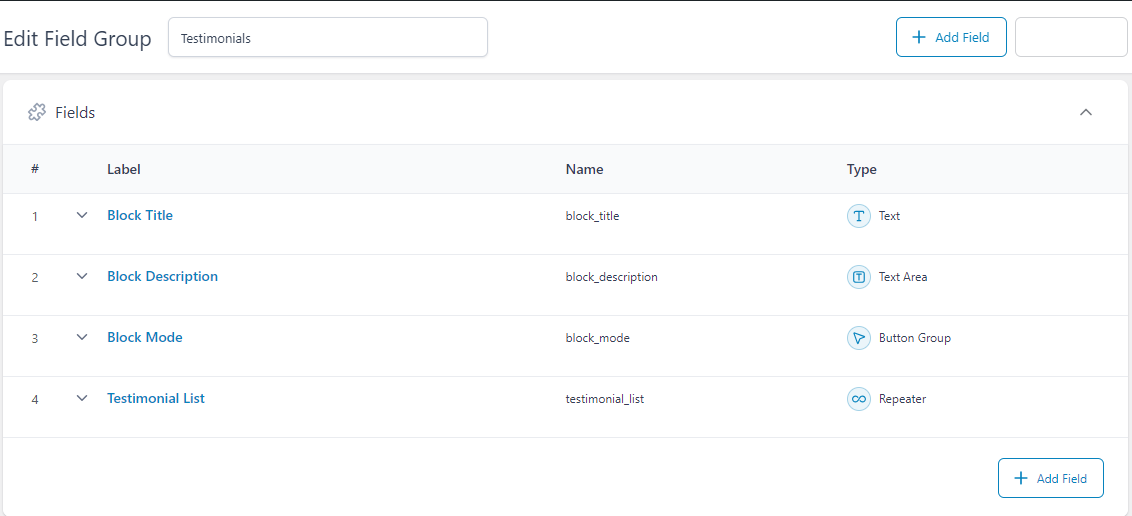 Edit Field Group Testimonials + Add Field
Fields
# Label Name Type
1 Block Title block_title Text
2 Block Description block_description Text Area
3 Block Mode block_mode Button Group
4 Testimonial List testimonial_list Repeater
+ Add Field